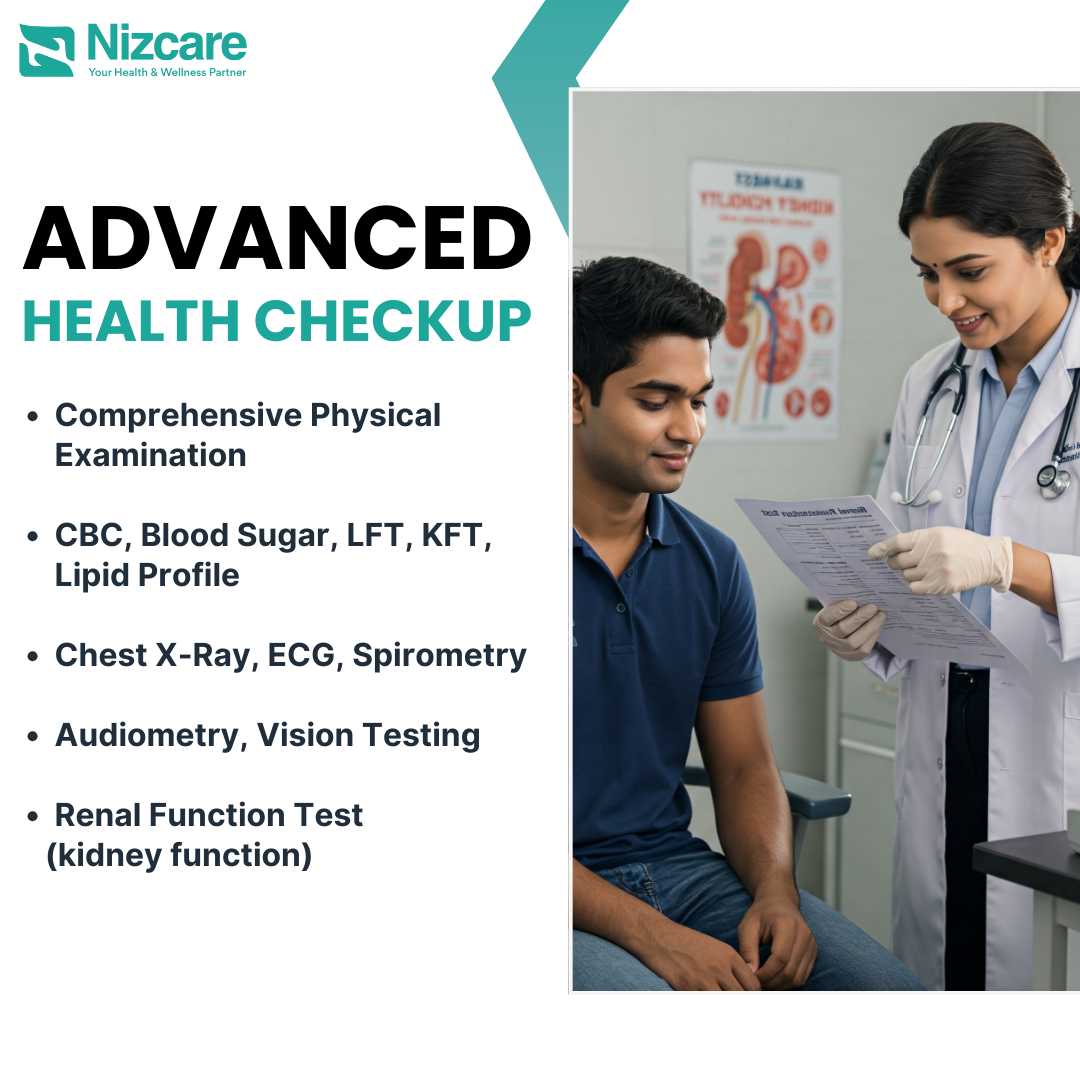 Nizcare
Your Health & Wellness Partner
ADVANCED
HEALTH CHECKUP
• Comprehensive Physical
Examination
• CBC, Blood Sugar, LFT, KFT,
Lipid Profile
• Chest X-Ray, ECG, Spirometry
• Audiometry, Vision Testing
• Renal Function Test
(kidney function)